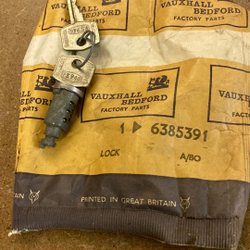 VAUXHALL
BEDFORD
FACTORY PARTS
VAUXHALL
BEDFORD
FACTORY PARTS
VAUXHALL
BEDFORD
FACTORY PARTS
1 ▶ 6385391
LOCK A/BO
PRINTED IN GREAT BRITAIN